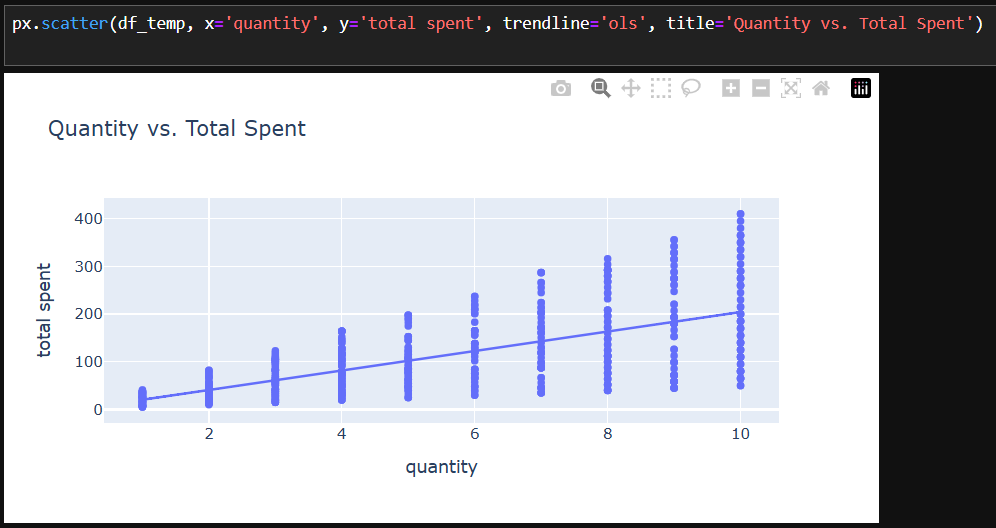 px.scatter(df_temp, x='quantity', y='total spent', trendline='ols', title='Quantity vs. Total Spent')
Quantity vs. Total Spent
total spent
400
300
200
100
0
2
4
6
8
10
quantity